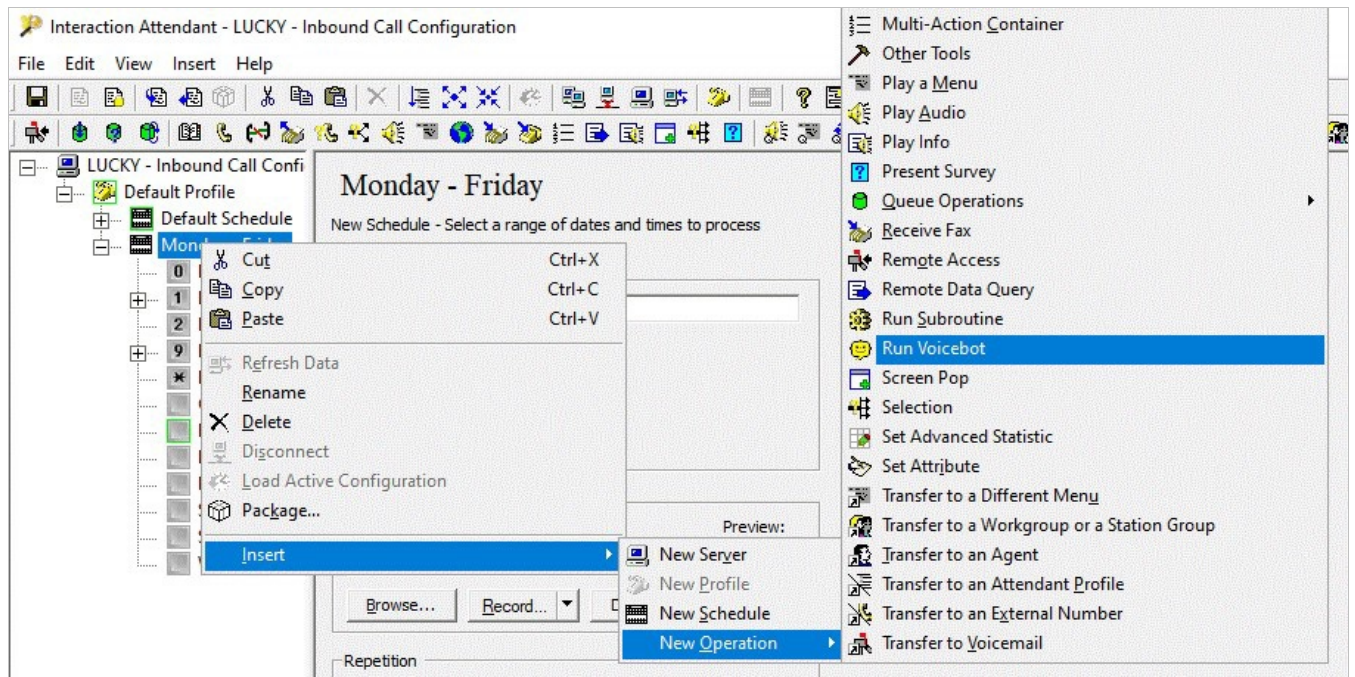 Interaction Attendant - LUCKY - Inbound Call Configuration
File Edit View Insert Help
LUCKY - Inbound Call Confi
Default Profile
Default Schedule
0
1
2
9
*
Monday - Friday
New Schedule - Select a range of dates and times to process
Cut Ctrl+X
Copy Ctrl+C
Paste Ctrl+V
Refresh Data
Rename
Delete
Disconnect
Load Active Configuration
Package...
Insert
Preview:
Browse...
Record...
Repetition
New Server
New Profile
New Schedule
New Operation
Multi-Action Container
Other Tools
Play a Menu
Play Audio
Play Info
Present Survey
Queue Operations
Receive Fax
Remote Access
Remote Data Query
Run Subroutine
Run Voicebot
Screen Pop
Selection
Set Advanced Statistic
Set Attribute
Transfer to a Different Menu
Transfer to a Workgroup or a Station Group
Transfer to an Agent
Transfer to an Attendant Profile
Transfer to an External Number
Transfer to Voicemail